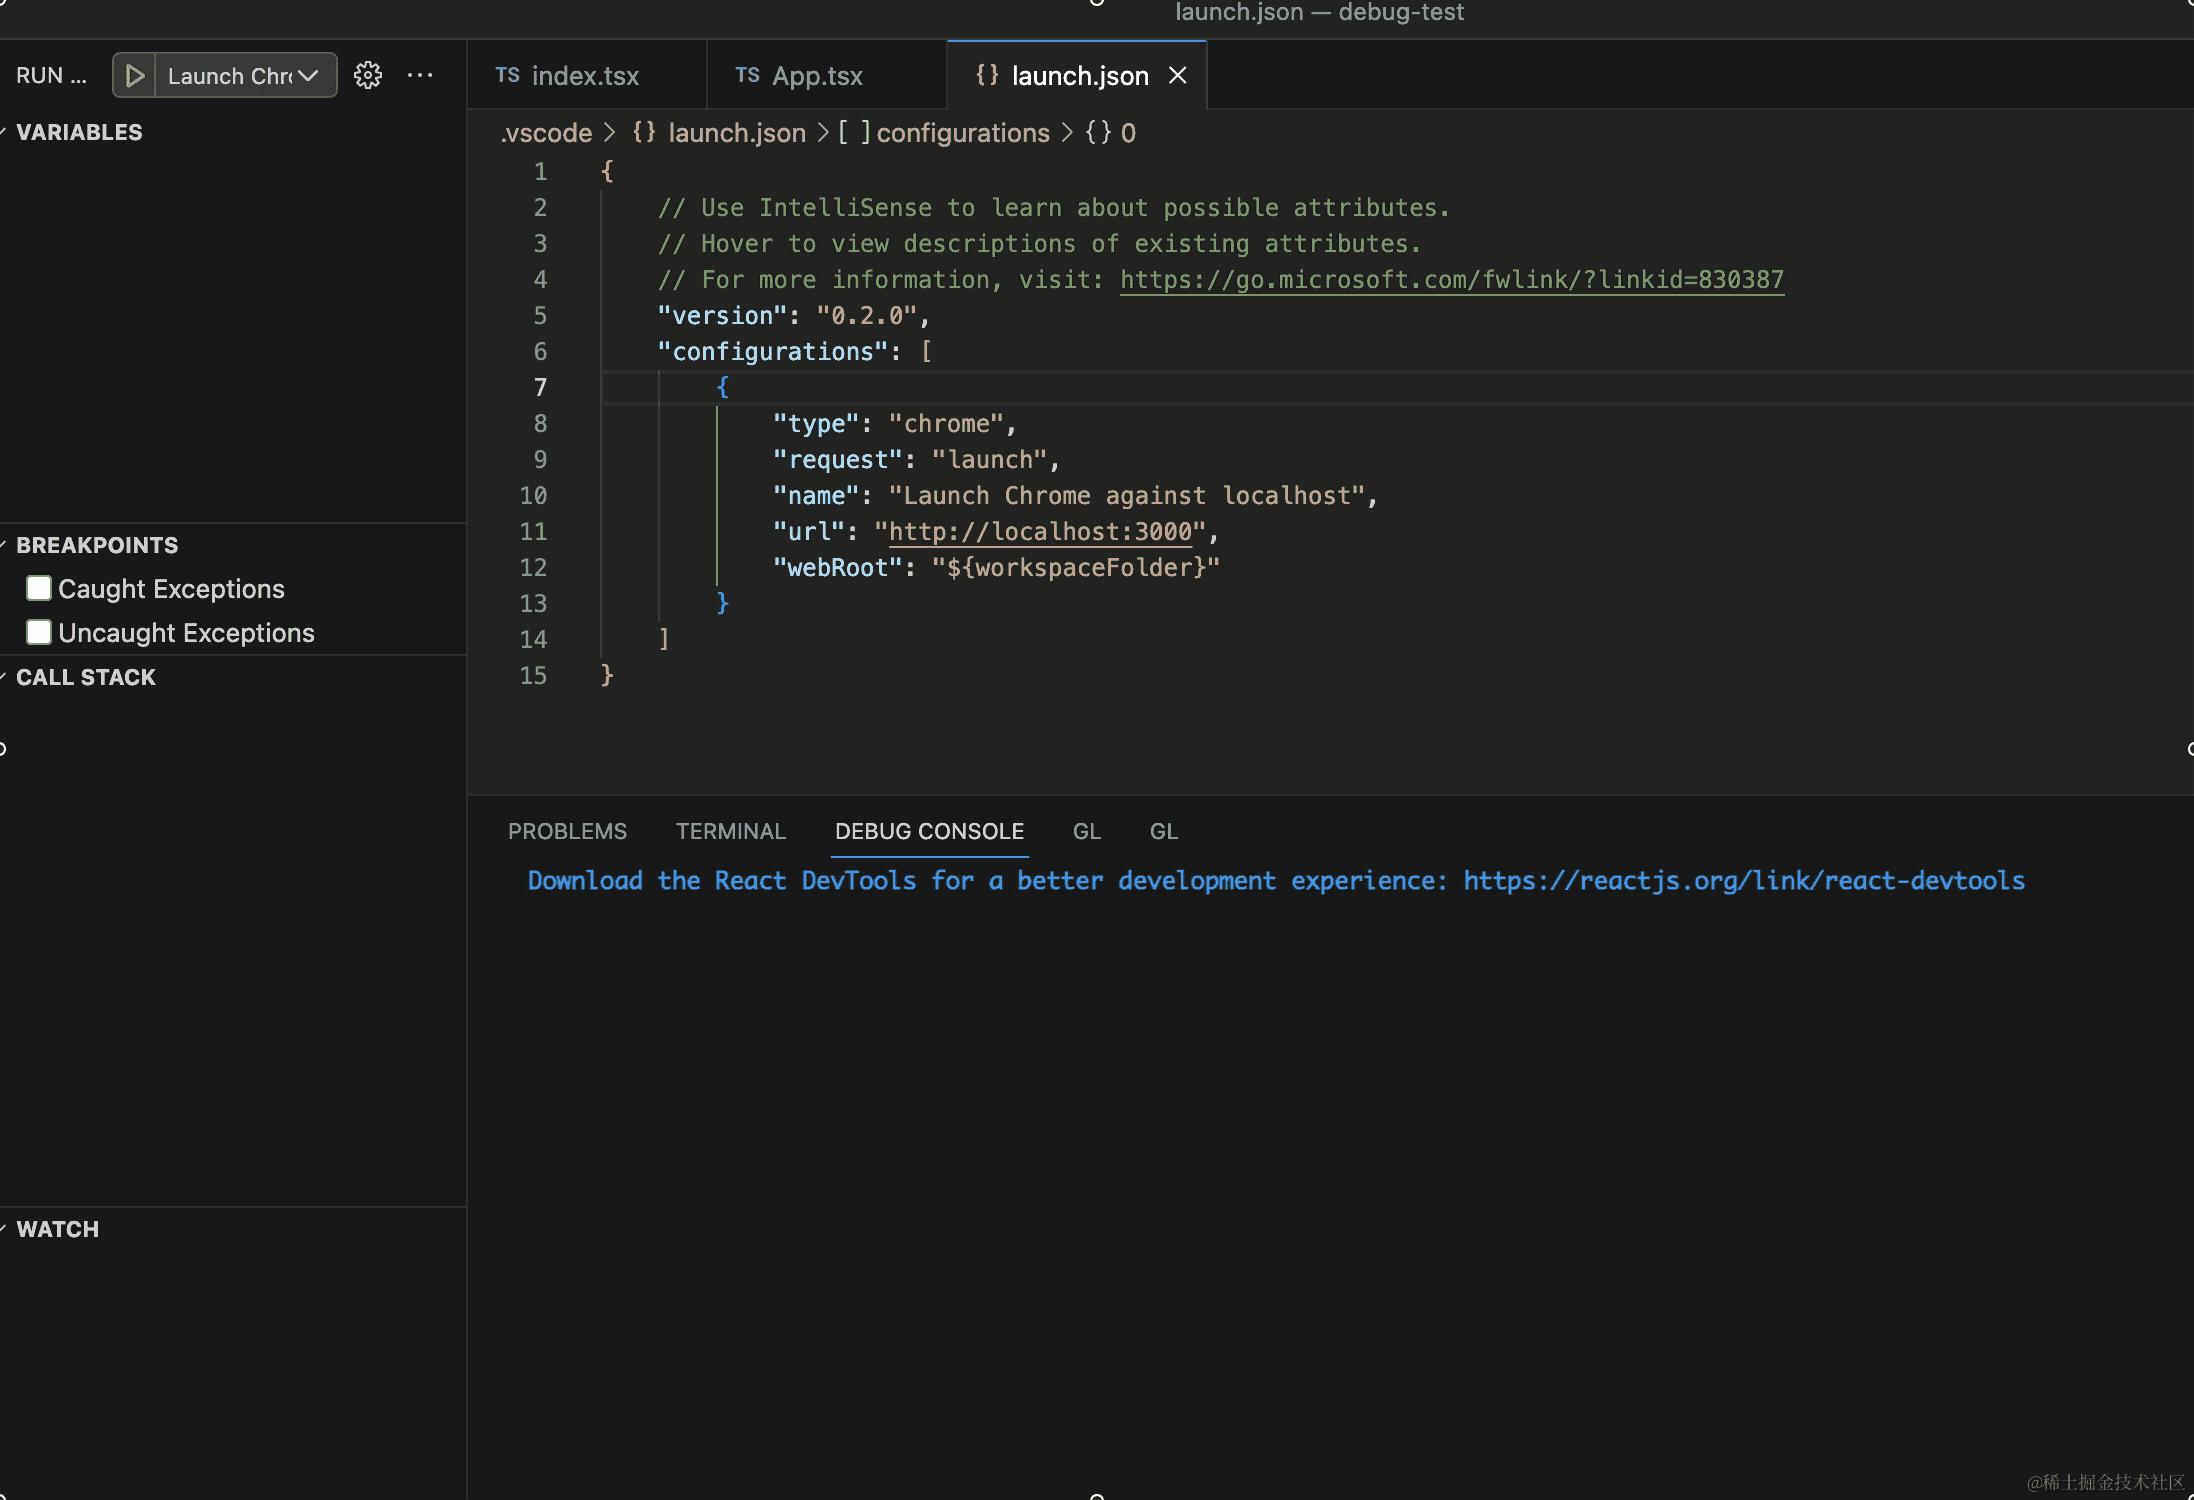 launch.json — debug-test
RUN ...
Launch Chr
TS index.tsx
TS App.tsx
{} launch.json
.vscode > {} launch.json > [ ] configurations > {} 0
VARIABLES
1 {
2 // Use IntelliSense to learn about possible attributes.
3 // Hover to view descriptions of existing attributes.
4 // For more information, visit: https://go.microsoft.com/fwlink/?linkid=830387
5 "version": "0.2.0",
6 "configurations": [
7 {
8 "type": "chrome",
9 "request": "launch",
10 "name": "Launch Chrome against localhost",
11 "url": "http://localhost:3000",
12 "webRoot": "${workspaceFolder}"
13 }
14 ]
15 }
BREAKPOINTS
Caught Exceptions
Uncaught Exceptions
CALL STACK
WATCH
PROBLEMS TERMINAL DEBUG CONSOLE GL GL
Download the React DevTools for a better development experience: https://reactjs.org/link/react-devtools
@稀土掘金技术社区